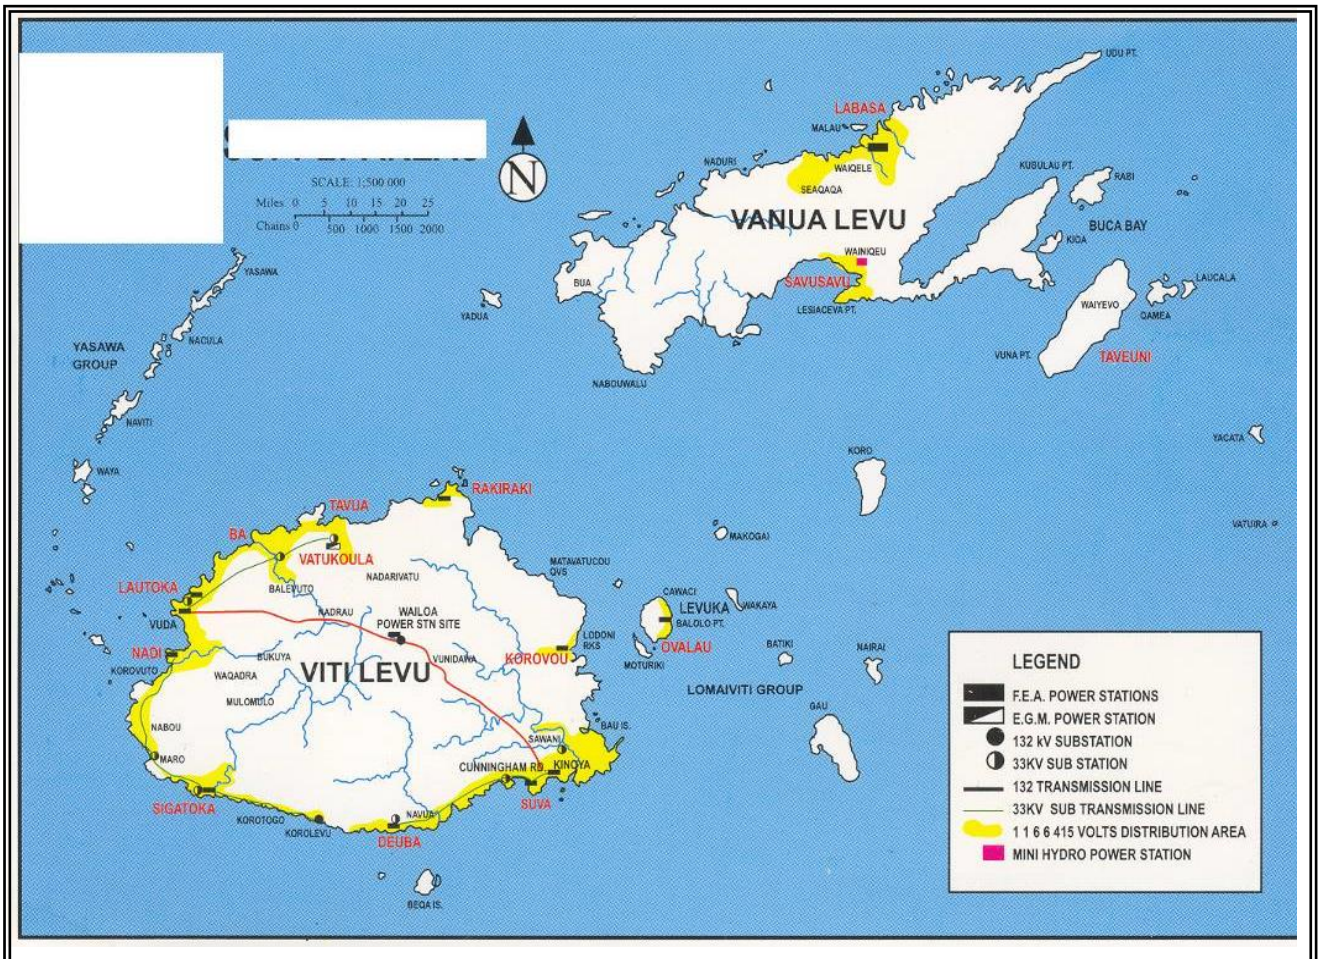 UDU PT.
LABASA
MALAU
NADURI
WAIQELE
SEAQAQA
KUBULAU PT.
RABI
SCALE: 1;500 000
Miles 0 5 10 15 20 25
Chains 0 500 1000 1500 2000
N
VANUA LEVU
BUCA BAY
KIOA
WAINIQEU
YASAWA
BUA
SAVUSAVU
LESIACEVA PT.
LAUCALA
WAIYEVO
QAMEA
YADUA
NACULA
YASAWA
GROUP
VUNA PT.
TAVEUNI
NABOUWALU
NAVITI
YACATA
KORO
WAYA
RAKIRAKI
TAVUA
VATUIRA
BA
MAKOGAI
VATUKOULA
MATAVATUCOU
QVS
NADARIVATU
LAUTOKA
BALEVUTO
CAWACI
WAKAYA
LEVUKA
NADRAU
WAILOA
POWER STN SITE
VUDA
BALOLO PT.
LODONI
RKS
BATIKI
NAIRAI
NADI
KOROVOU
OVALAU
BUKUYA
VUNIDAWA
MOTURIKI
KOROVUTO
WAQADRA
VITI LEVU
LOMAIVITI GROUP
MULOMULO
GAU
NABOU
BAU IS.
SAWANI
MARO
CUNNINGHAM RD.
KINOYA
SIGATOKA
SUVA
KOROTOGO
NAVUA
KOROLEVU
DEUBA
BEQA IS.
LEGEND
F.E.A. POWER STATIONS
E.G.M. POWER STATION
132 kV SUBSTATION
33KV SUB STATION
132 TRANSMISSION LINE
33KV SUB TRANSMISSION LINE
1 1 6 6 415 VOLTS DISTRIBUTION AREA
MINI HYDRO POWER STATION